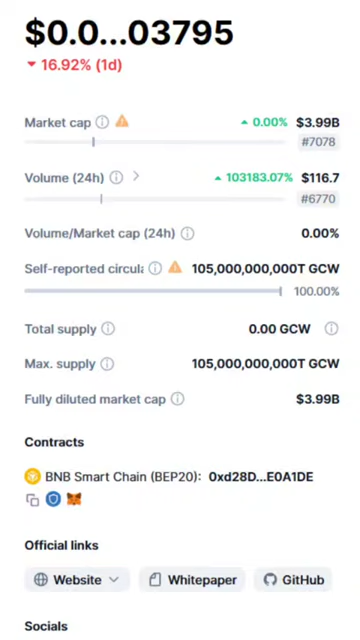 $0.0...03795
16.92% (1d)
Market cap 0.00% $3.99B
#7078
Volume (24h) 103183.07% $116.7
#6770
Volume/Market cap (24h) 0.00%
Self-reported circula 105,000,000,000T GCW
100.00%
Total supply 0.00 GCW
Max. supply 105,000,000,000T GCW
Fully diluted market cap $3.99B
Contracts
BNB Smart Chain (BEP20): 0xd28D...E0A1DE
Official links
Website Whitepaper GitHub
Socials